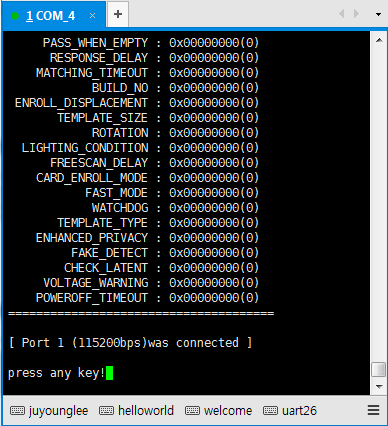 1 COM_4 × +
PASS_WHEN_EMPTY : 0x00000000(0)
RESPONSE_DELAY : 0x00000000(0)
MATCHING_TIMEOUT : 0x00000000(0)
BUILD_NO : 0x00000000(0)
ENROLL_DISPLACEMENT : 0x00000000(0)
TEMPLATE_SIZE : 0x00000000(0)
ROTATION : 0x00000000(0)
LIGHTING_CONDITION : 0x00000000(0)
FREESCAN_DELAY : 0x00000000(0)
CARD_ENROLL_MODE : 0x00000000(0)
FAST_MODE : 0x00000000(0)
WATCHDOG : 0x00000000(0)
TEMPLATE_TYPE : 0x00000000(0)
ENHANCED_PRIVACY : 0x00000000(0)
FAKE_DETECT : 0x00000000(0)
CHECK_LATENT : 0x00000000(0)
VOLTAGE_WARNING : 0x00000000(0)
POWEROFF_TIMEOUT : 0x00000000(0)
======================================
[ Port 1 (115200bps)was connected ]
press any key!
juyounglee helloworld welcome uart26